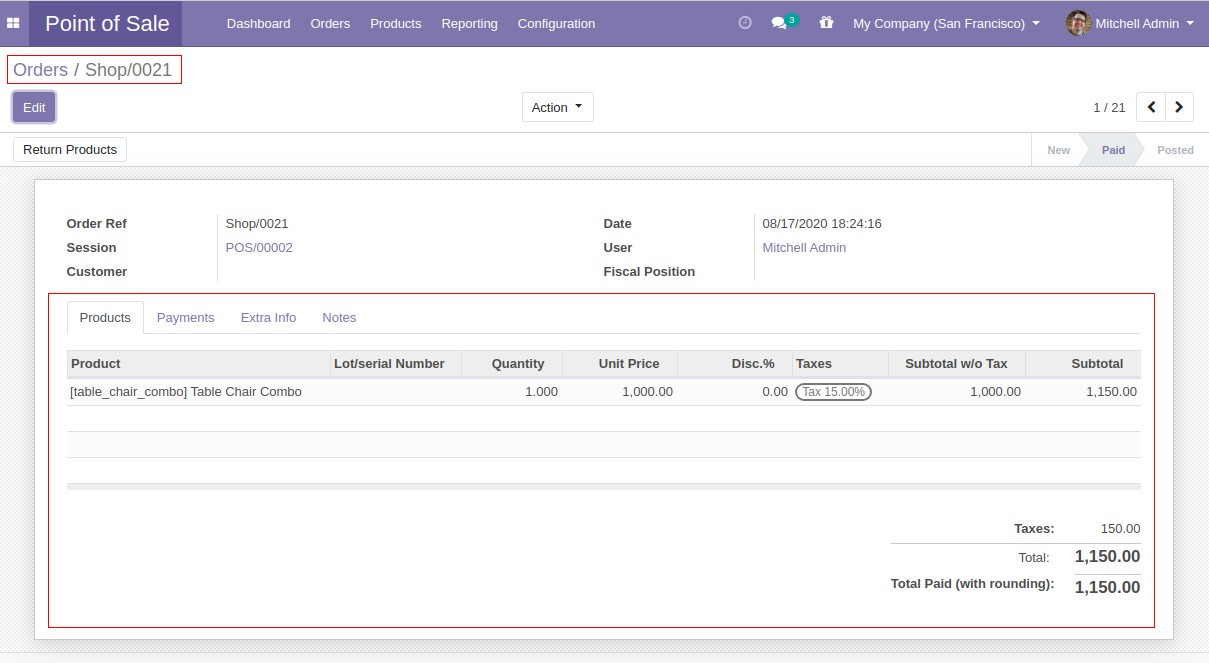 Point of Sale Dashboard Orders Products Reporting Configuration 3 My Company (San Francisco) Mitchell Admin
Orders / Shop/0021
Edit Action 1 / 21
Return Products New Paid Posted
Order Ref Shop/0021 Date 08/17/2020 18:24:16
Session POS/00002 User Mitchell Admin
Customer Fiscal Position
Products Payments Extra Info Notes
Product Lot/serial Number Quantity Unit Price Disc.% Taxes Subtotal w/o Tax Subtotal
[table_chair_combo] Table Chair Combo 1.000 1,000.00 0.00 Tax 15.00% 1,000.00 1,150.00
Taxes: 150.00
Total: 1,150.00
Total Paid (with rounding): 1,150.00